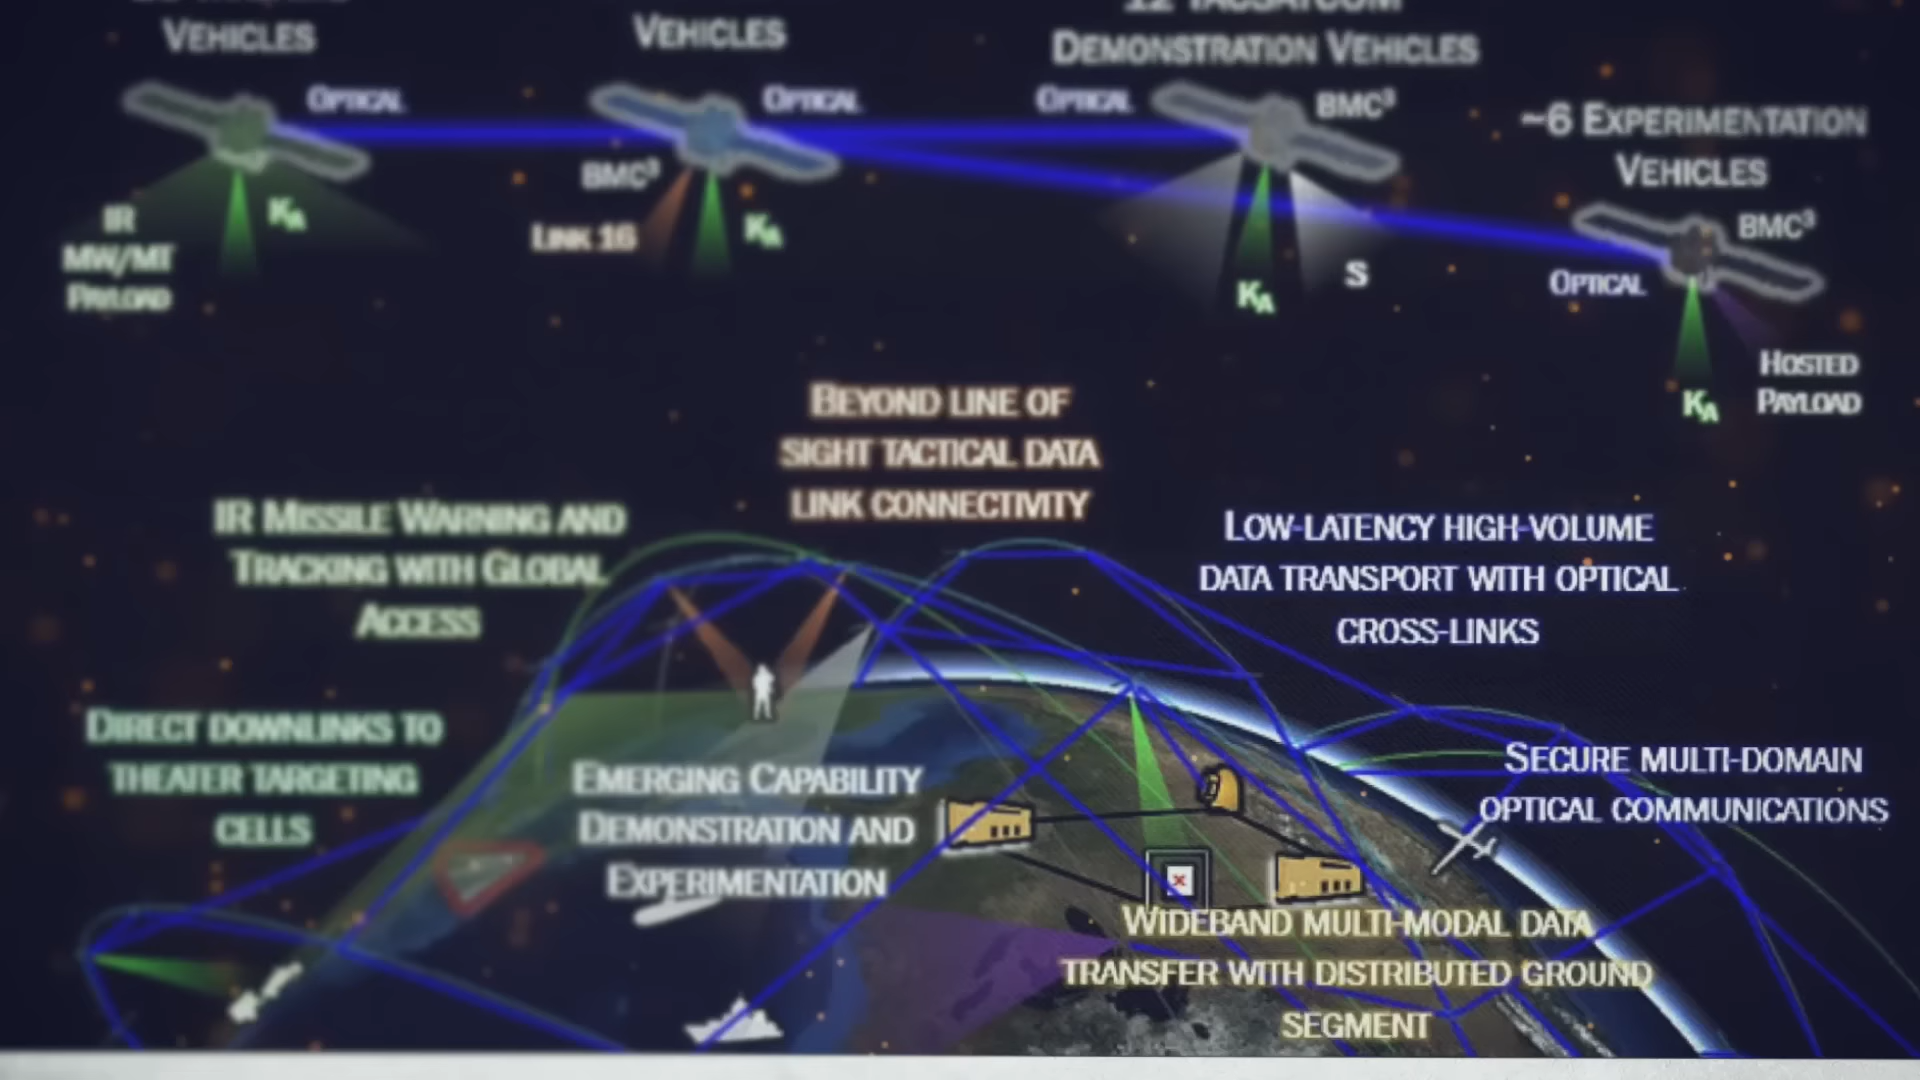 VEHICLES
VEHICLES
12 TACSATCOM
DEMONSTRATION VEHICLES
~6 EXPERIMENTATION
VEHICLES
OPTICAL
OPTICAL
OPTICAL
BMC³
BMC³
BMC³
OPTICAL
IR
MW/MT
PAYLOAD
KA
LINK 16
KA
KA
S
HOSTED
PAYLOAD
KA
BEYOND LINE OF
SIGHT TACTICAL DATA
LINK CONNECTIVITY
IR MISSILE WARNING AND
TRACKING WITH GLOBAL
ACCESS
LOW-LATENCY HIGH-VOLUME
DATA TRANSPORT WITH OPTICAL
CROSS-LINKS
DIRECT DOWNLINKS TO
THEATER TARGETING
CELLS
EMERGING CAPABILITY
DEMONSTRATION AND
EXPERIMENTATION
SECURE MULTI-DOMAIN
OPTICAL COMMUNICATIONS
WIDEBAND MULTI-MODAL DATA
TRANSFER WITH DISTRIBUTED GROUND
SEGMENT